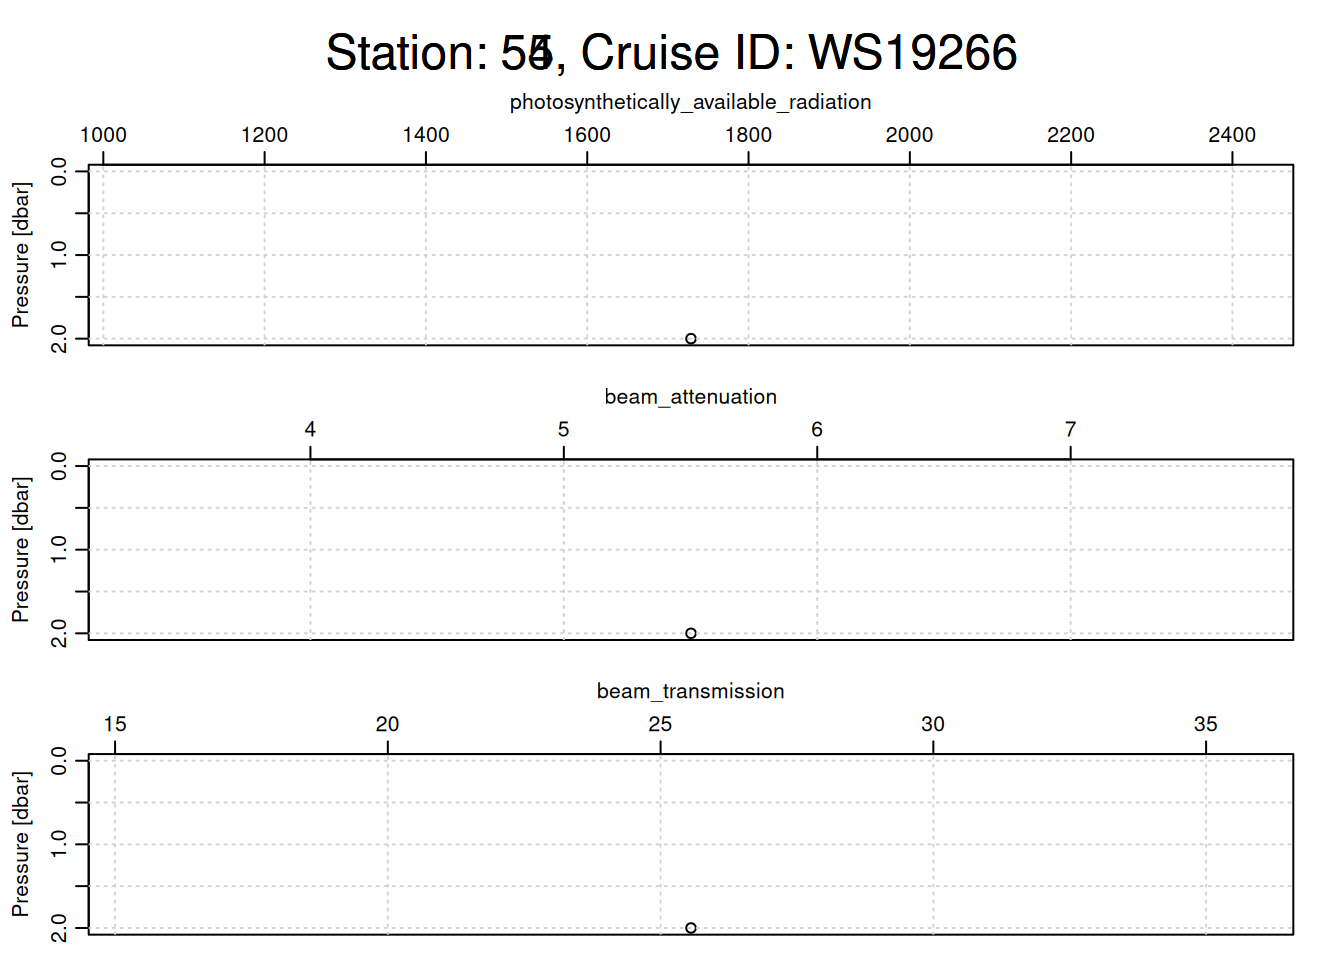 Station: Cruise ID: WS19266
photosynthetically_available_radiation
1000 1200 1400 1600 1800 2000 2200 2400
Pressure [dbar]
0.0
1.0
2.0
beam_attenuation
4 5 6 7
Pressure [dbar]
0.0
1.0
2.0
beam_transmission
15 20 25 30 35
Pressure [dbar]
0.0
1.0
2.0